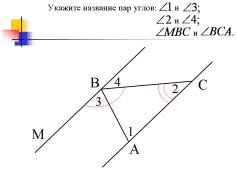 Укажите название пар углов: ∠1 и ∠3;
∠2 и ∠4;
∠MBC и ∠BCA.
B 4 C
3 2
M 1
A